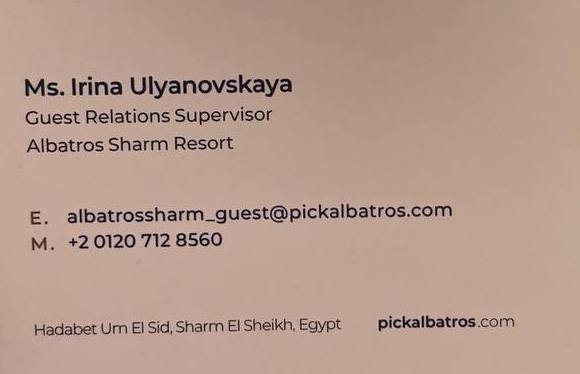 Ms. Irina Ulyanovskaya
Guest Relations Supervisor
Albatros Sharm Resort
E. albatrossharm_guest@pickalbatros.com
M. +2 0120 712 8560
Hadabet Um El Sid, Sharm El Sheikh, Egypt pickalbatros.com